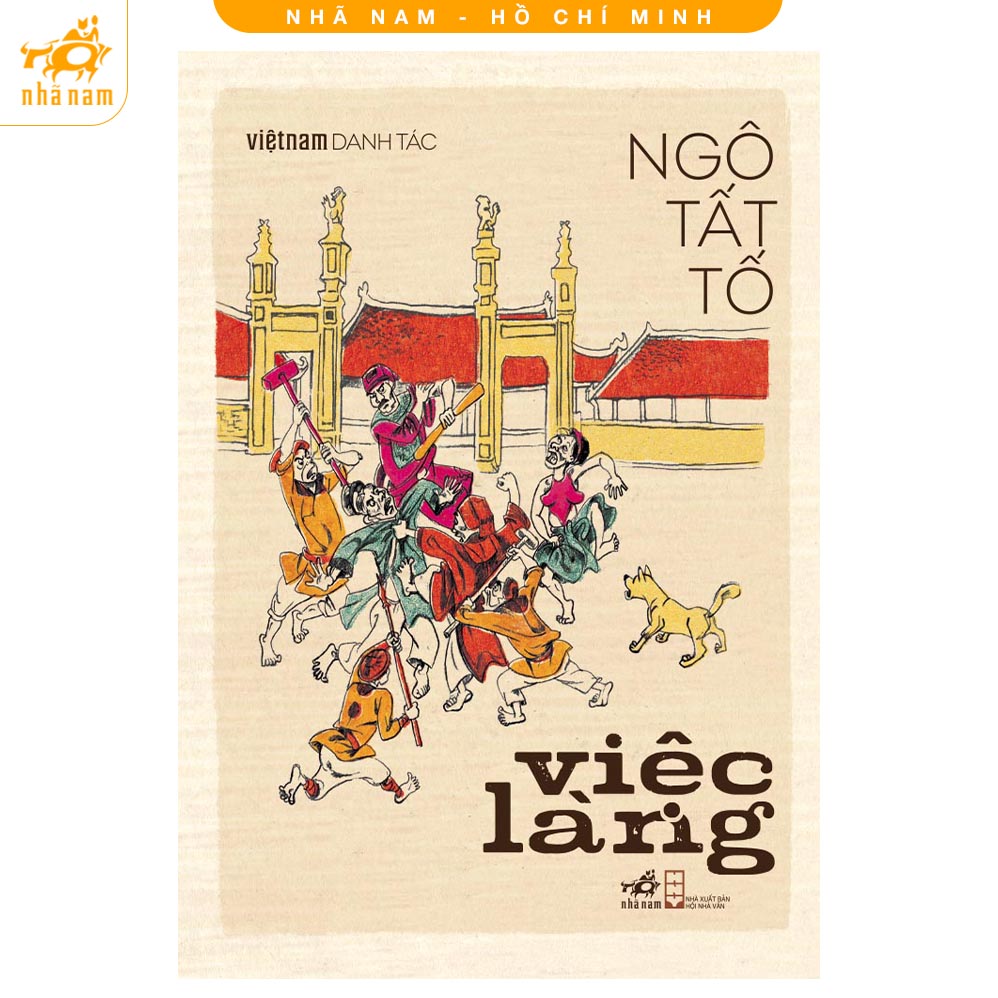 NHÃ NAM - HỒ CHÍ MINH
nhã nam
việtnam DANH TÁC
NGÔ
TẤT
TỐ
việc
làng
nhã nam
NHÀ XUẤT BẢN
HỘI NHÀ VĂN